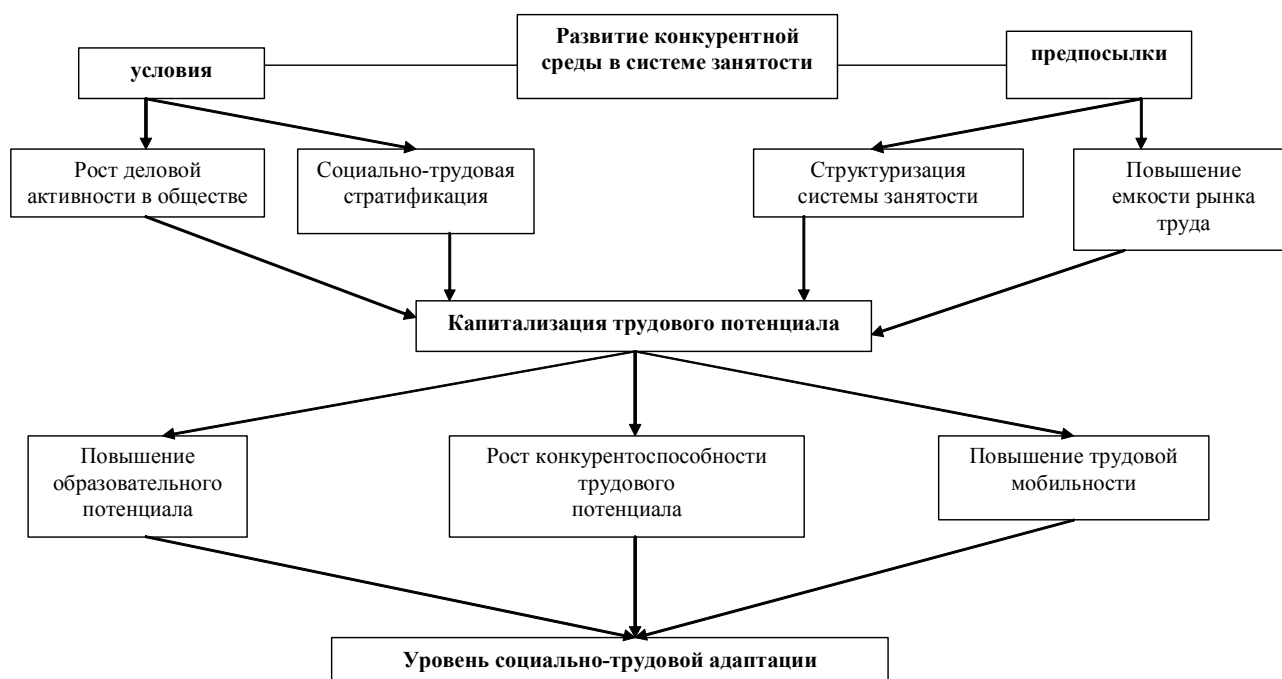 Развитие конкурентной
среды в системе занятости
условия
предпосылки
Рост деловой
активности в обществе
Социально-трудовая
стратификация
Структуризация
системы занятости
Повышение
емкости рынка
труда
Капитализация трудового потенциала
Повышение
образовательного
потенциала
Рост конкурентоспособности
трудового
потенциала
Повышение трудовой
мобильности
Уровень социально-трудовой адаптации